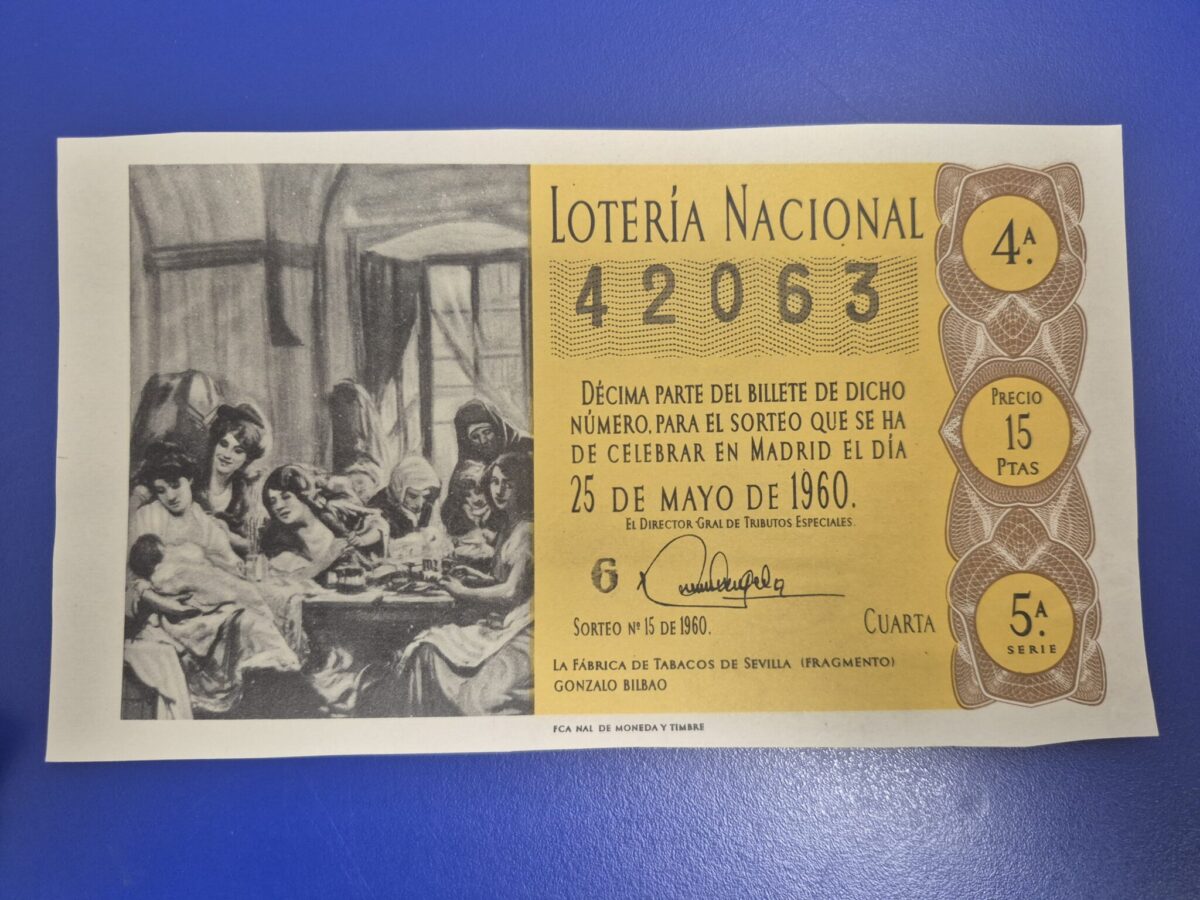 LOTERÍA NACIONAL
42063
DÉCIMA PARTE DEL BILLETE DE DICHO
NÚMERO, PARA EL SORTEO QUE SE HA
DE CELEBRAR EN MADRID EL DÍA
25 DE MAYO DE 1960.
EL DIRECTOR GRAL DE TRIBUTOS ESPECIALES.
6
SORTEO Nº 15 DE 1960.
CUARTA
LA FÁBRICA DE TABACOS DE SEVILLA (FRAGMENTO)
GONZALO BILBAO
FCA NAL DE MONEDA Y TIMBRE
4.ª
PRECIO
15
PTAS
5.ª
SERIE